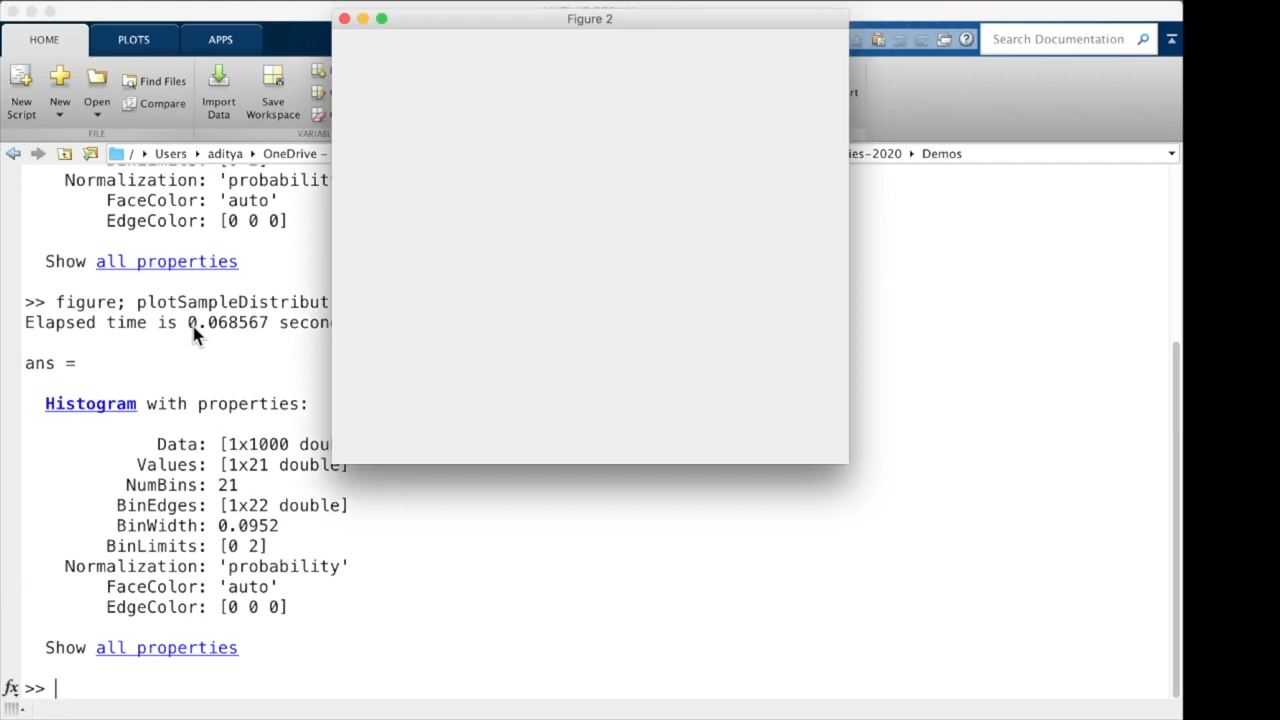 Figure 2
HOME PLOTS APPS
Search Documentation
New Script
New
Open
Find Files
Compare
Import Data
Save Workspace
FILE
VARIABL
/ Users aditya OneDrive – ies-2020 Demos
Normalization: 'probabilit
FaceColor: 'auto'
EdgeColor: [0 0 0]
Show all properties
>> figure; plotSampleDistribut
Elapsed time is 0.068567 secon
ans =
Histogram with properties:
Data: [1x1000 dou
Values: [1x21 double]
NumBins: 21
BinEdges: [1x22 double]
BinWidth: 0.0952
BinLimits: [0 2]
Normalization: 'probability'
FaceColor: 'auto'
EdgeColor: [0 0 0]
Show all properties
fx >>